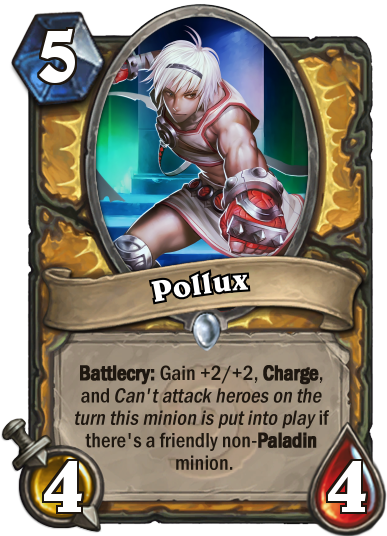 5
Pollux
Battlecry: Gain +2/+2, Charge,
and Can't attack heroes on the
turn this minion is put into play if
there's a friendly non-Paladin
minion.
4 4